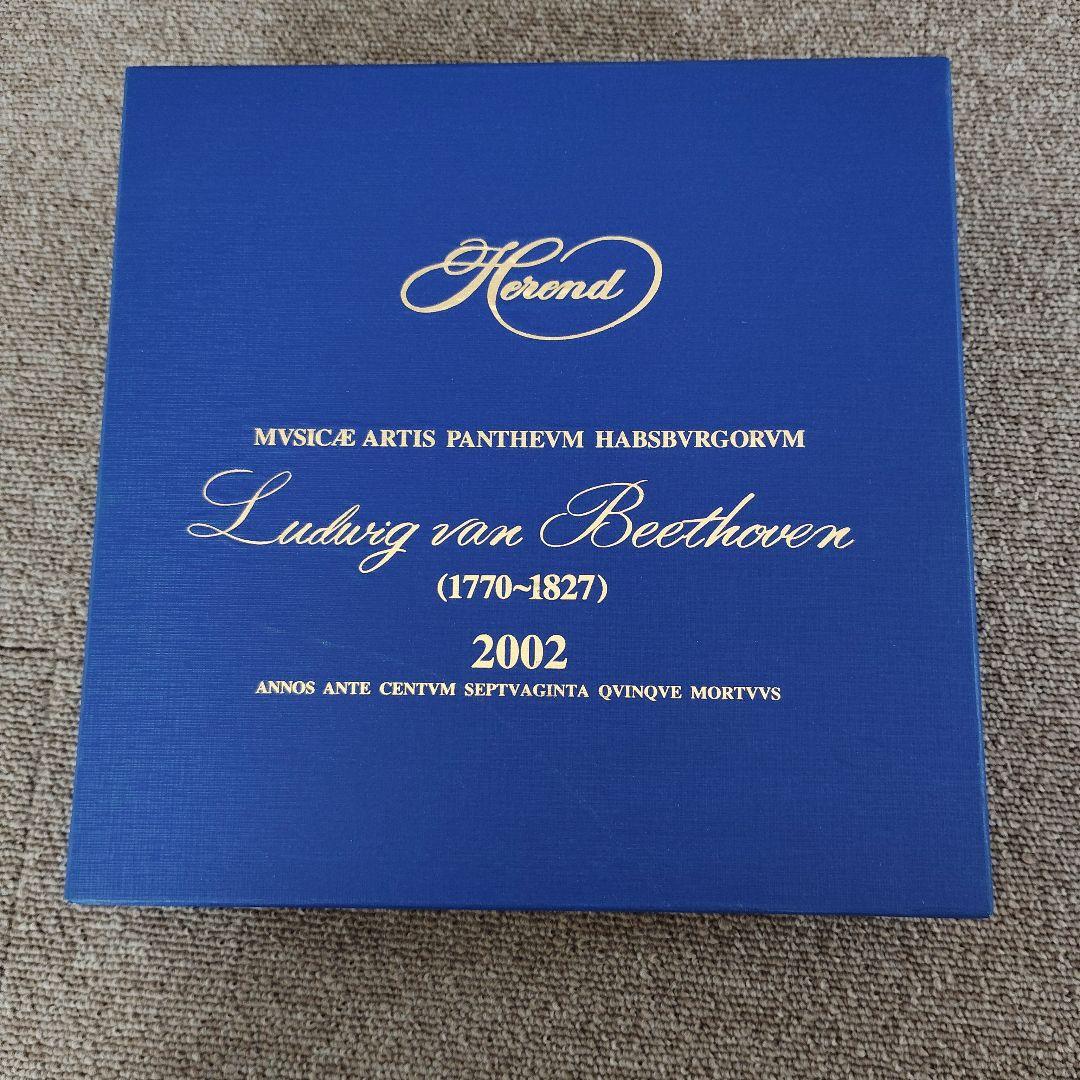 Herend
MVSICÆ ARTIS PANTHEVM HABSBVRGORVM
Ludwig van Beethoven
(1770~1827)
2002
ANNOS ANTE CENTVM SEPTVAGINTA QVINQVE MORTVVS